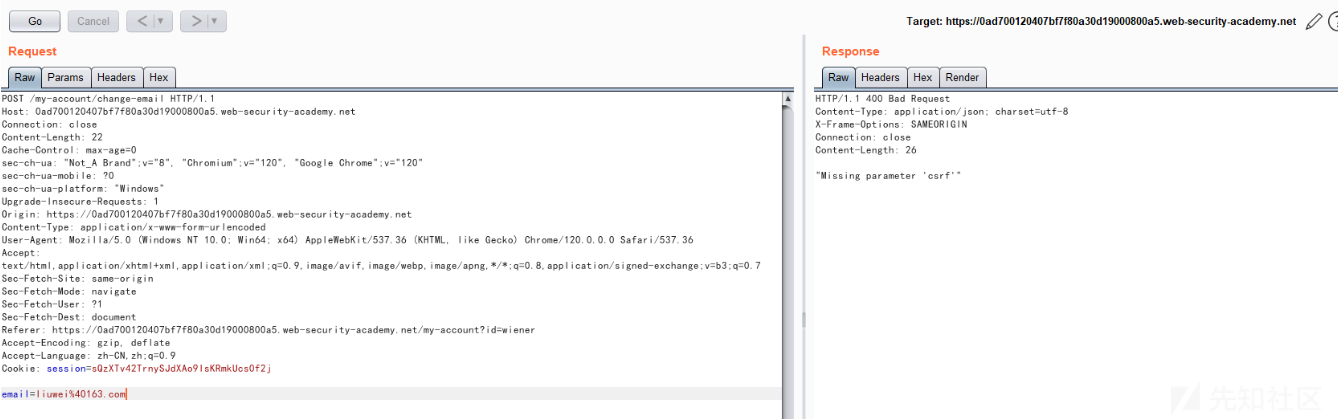 Go Cancel < > Target: https://0ad700120407bf7f80a30d19000800a5.web-security-academy.net ?
Request
Raw Params Headers Hex
POST /my-account/change-email HTTP/1.1
Host: 0ad700120407bf7f80a30d19000800a5.web-security-academy.net
Connection: close
Content-Length: 22
Cache-Control: max-age=0
sec-ch-ua: "Not_A Brand";v="8", "Chromium";v="120", "Google Chrome";v="120"
sec-ch-ua-mobile: ?0
sec-ch-ua-platform: "Windows"
Upgrade-Insecure-Requests: 1
Origin: https://0ad700120407bf7f80a30d19000800a5.web-security-academy.net
Content-Type: application/x-www-form-urlencoded
User-Agent: Mozilla/5.0 (Windows NT 10.0; Win64; x64) AppleWebKit/537.36 (KHTML, like Gecko) Chrome/120.0.0.0 Safari/537.36
Accept:
text/html,application/xhtml+xml,application/xml;q=0.9,image/avif,image/webp,image/apng,*/*;q=0.8,application/signed-exchange;v=b3;q=0.7
Sec-Fetch-Site: same-origin
Sec-Fetch-Mode: navigate
Sec-Fetch-User: ?1
Sec-Fetch-Dest: document
Referer: https://0ad700120407bf7f80a30d19000800a5.web-security-academy.net/my-account?id=wiener
Accept-Encoding: gzip, deflate
Accept-Language: zh-CN,zh;q=0.9
Cookie: session=sQzXTv42TrnySJdXAo9IsKRmkUcsOf2j
email=liuwei%40163.com
Response
Raw Headers Hex Render
HTTP/1.1 400 Bad Request
Content-Type: application/json; charset=utf-8
X-Frame-Options: SAMEORIGIN
Connection: close
Content-Length: 26
"Missing parameter 'csrf'"
先知社区